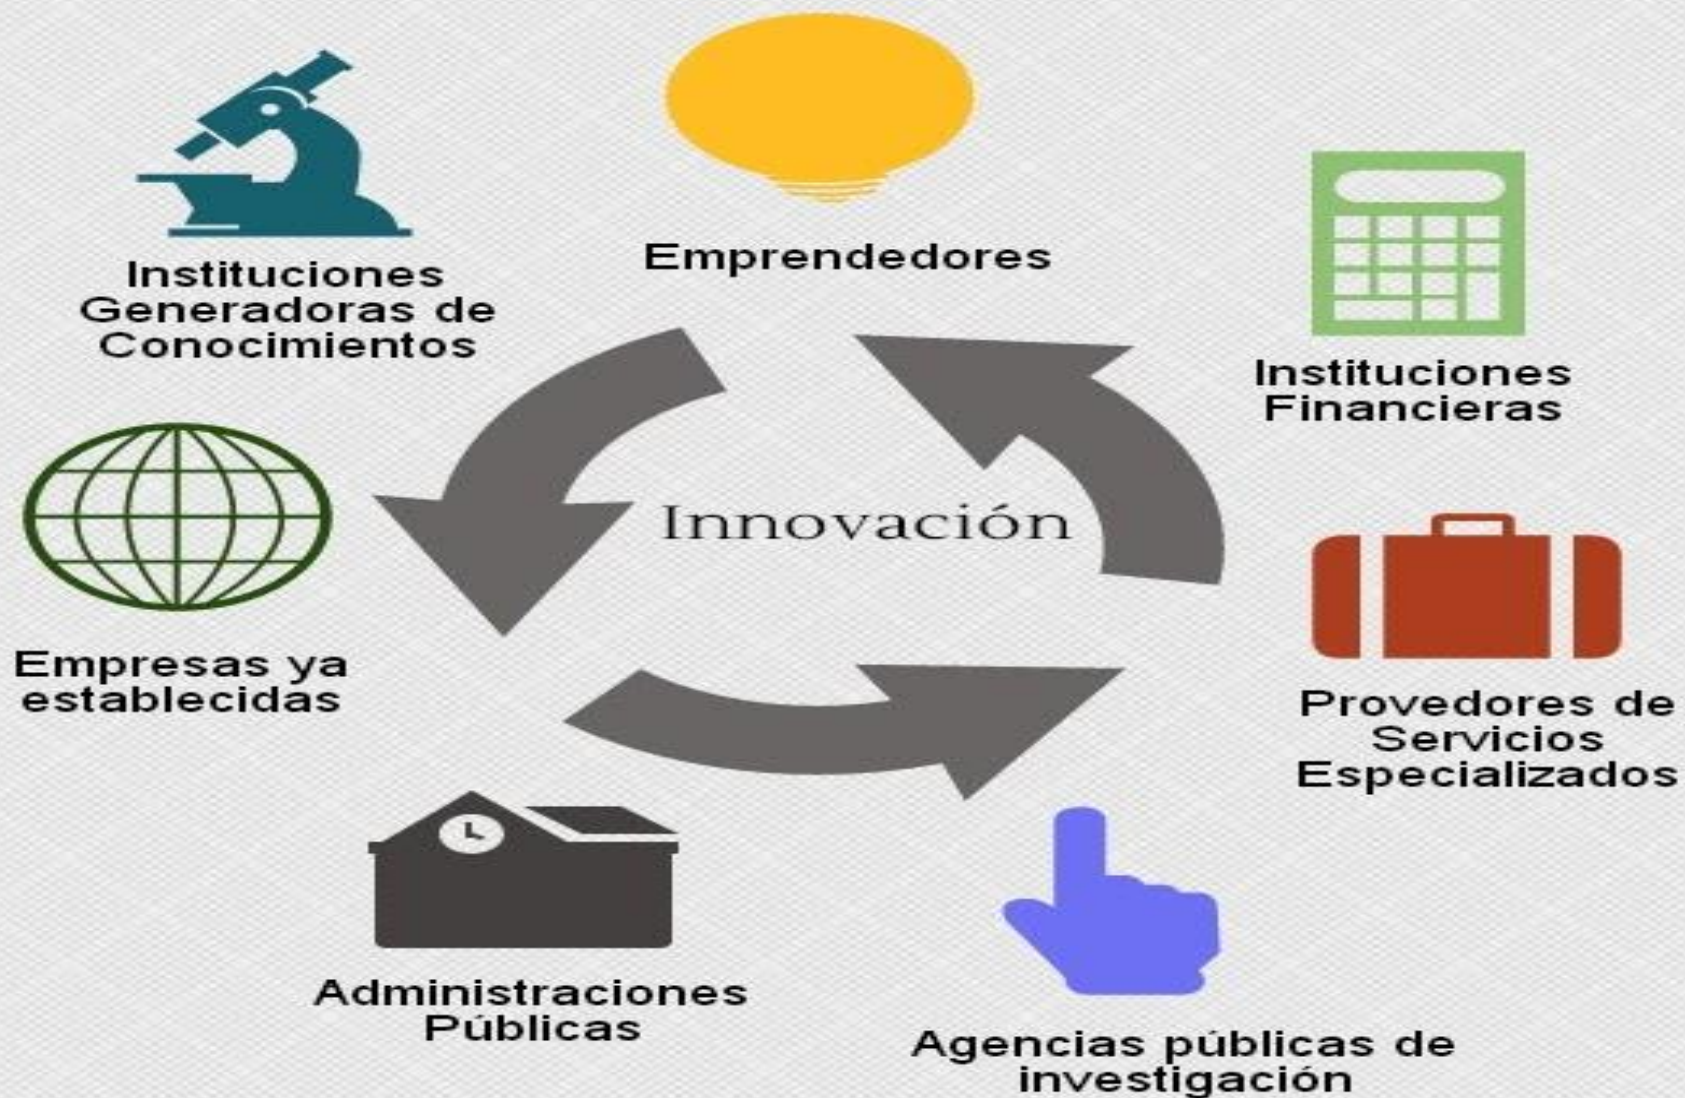 Emprendedores
Instituciones
Generadoras de
Conocimientos
Instituciones
Financieras
Innovación
Empresas ya
establecidas
Provedores de
Servicios
Especializados
Administraciones
Públicas
Agencias públicas de
investigación